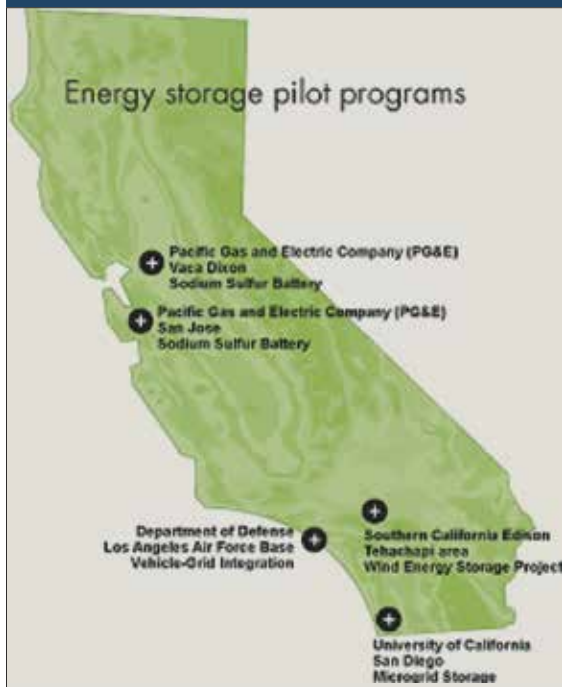 Energy storage pilot programs
Pacific Gas and Electric Company (PG&E)
Vaca Dixon
Sodium Sulfur Battery
Pacific Gas and Electric Company (PG&E)
San Jose
Sodium Sulfur Battery
Department of Defense
Los Angeles Air Force Base
Vehicle-Grid Integration
Southern California Edison
Tehachapi area
Wind Energy Storage Project
University of California
San Diego
Microgrid Storage